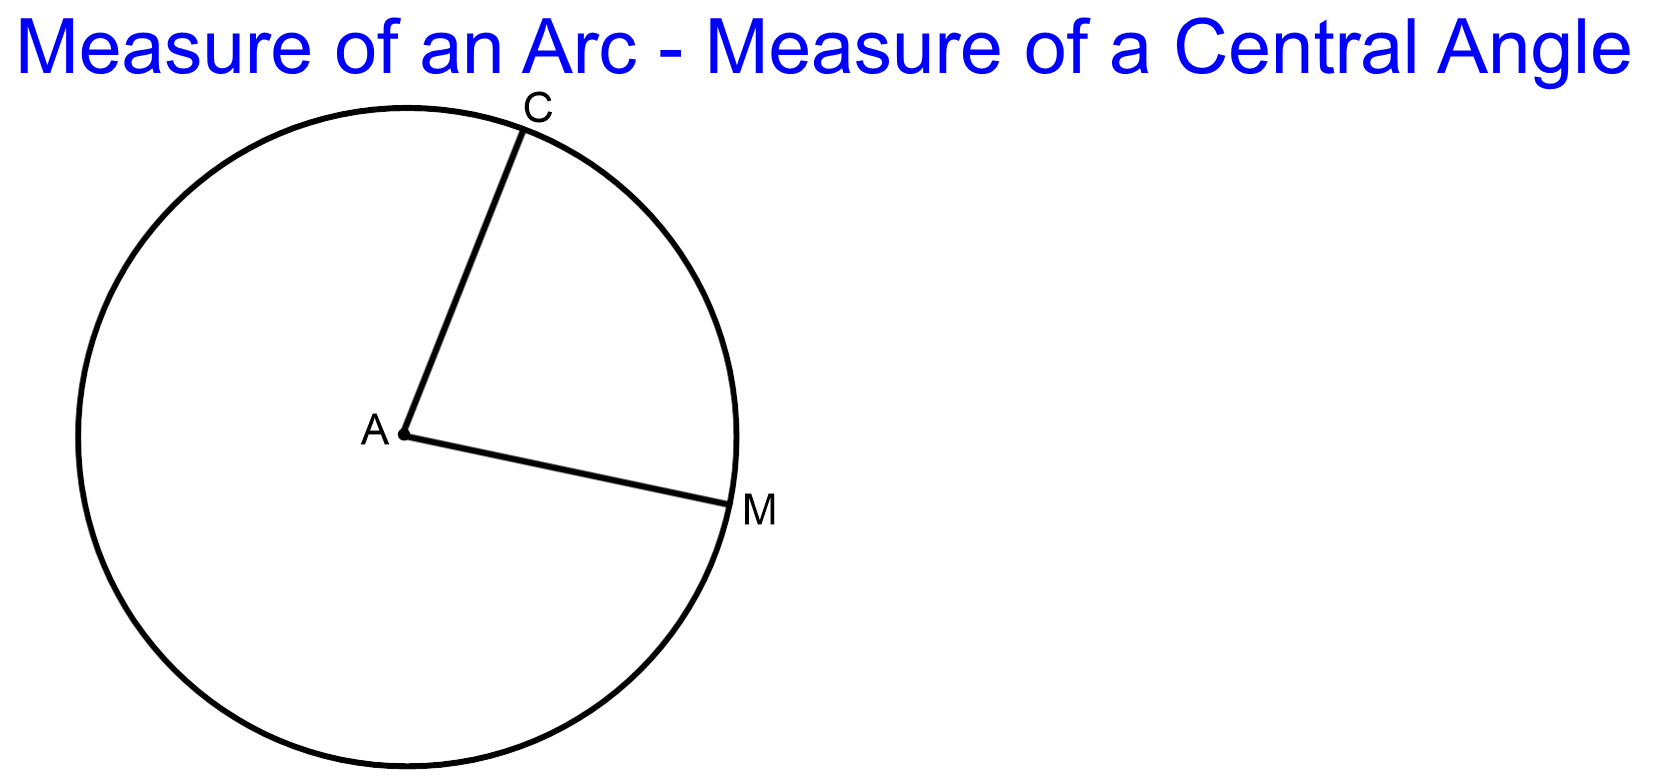 Measure of an Arc - Measure of a Central Angle
C
A
M